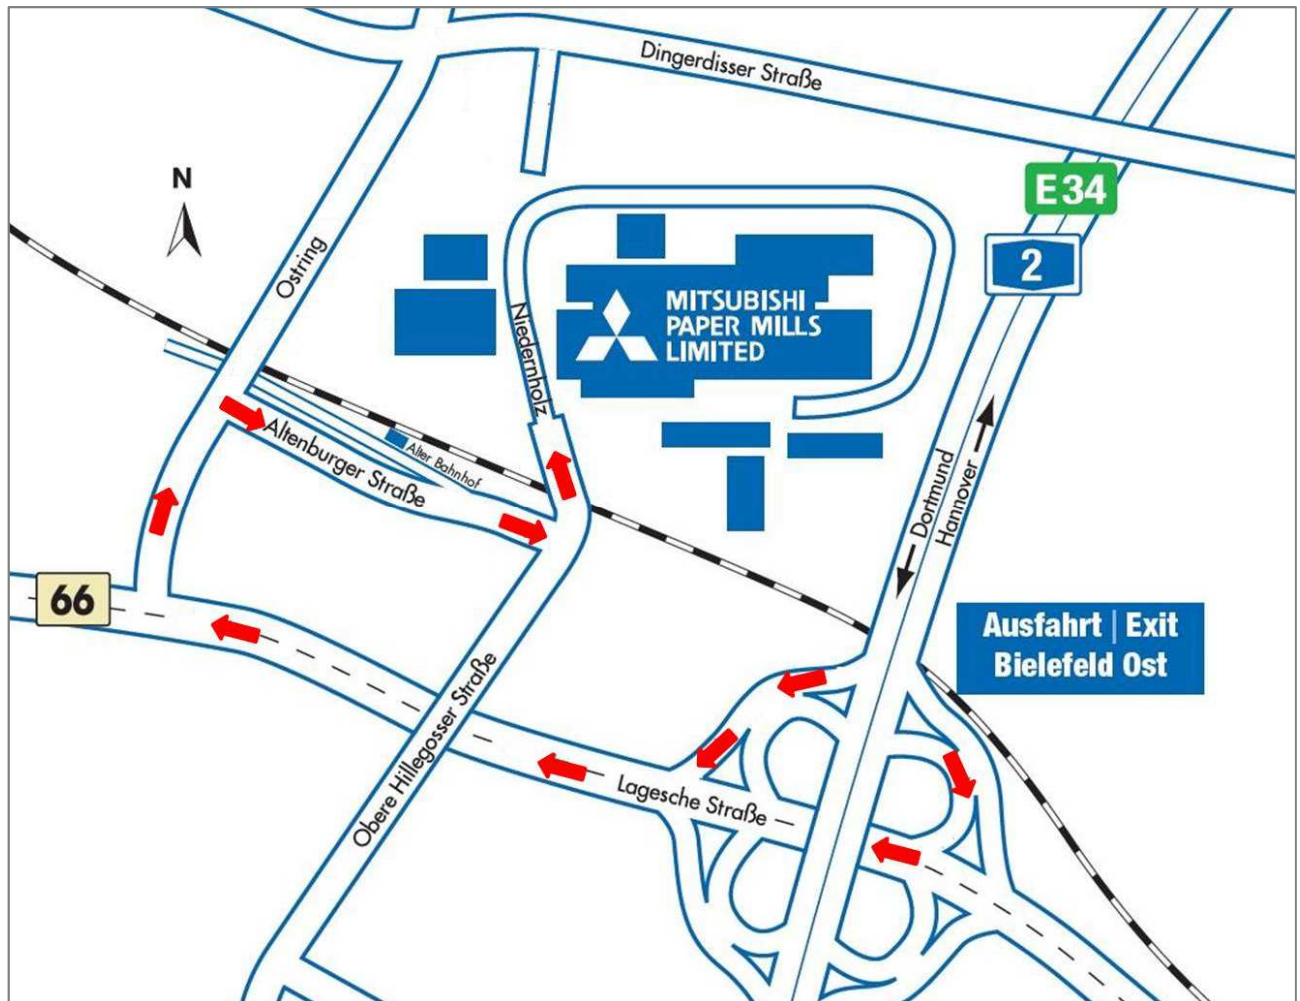 Dingerdisser Straße
N
E34
2
Ostring
MITSUBISHI
PAPER MILLS
LIMITED
Niedernholz
Altenburger Straße
Alter Bahnhof
Dortmund
Hannover
66
Ausfahrt | Exit
Bielefeld Ost
Obere Hillegosser Straße
Lagesche Straße